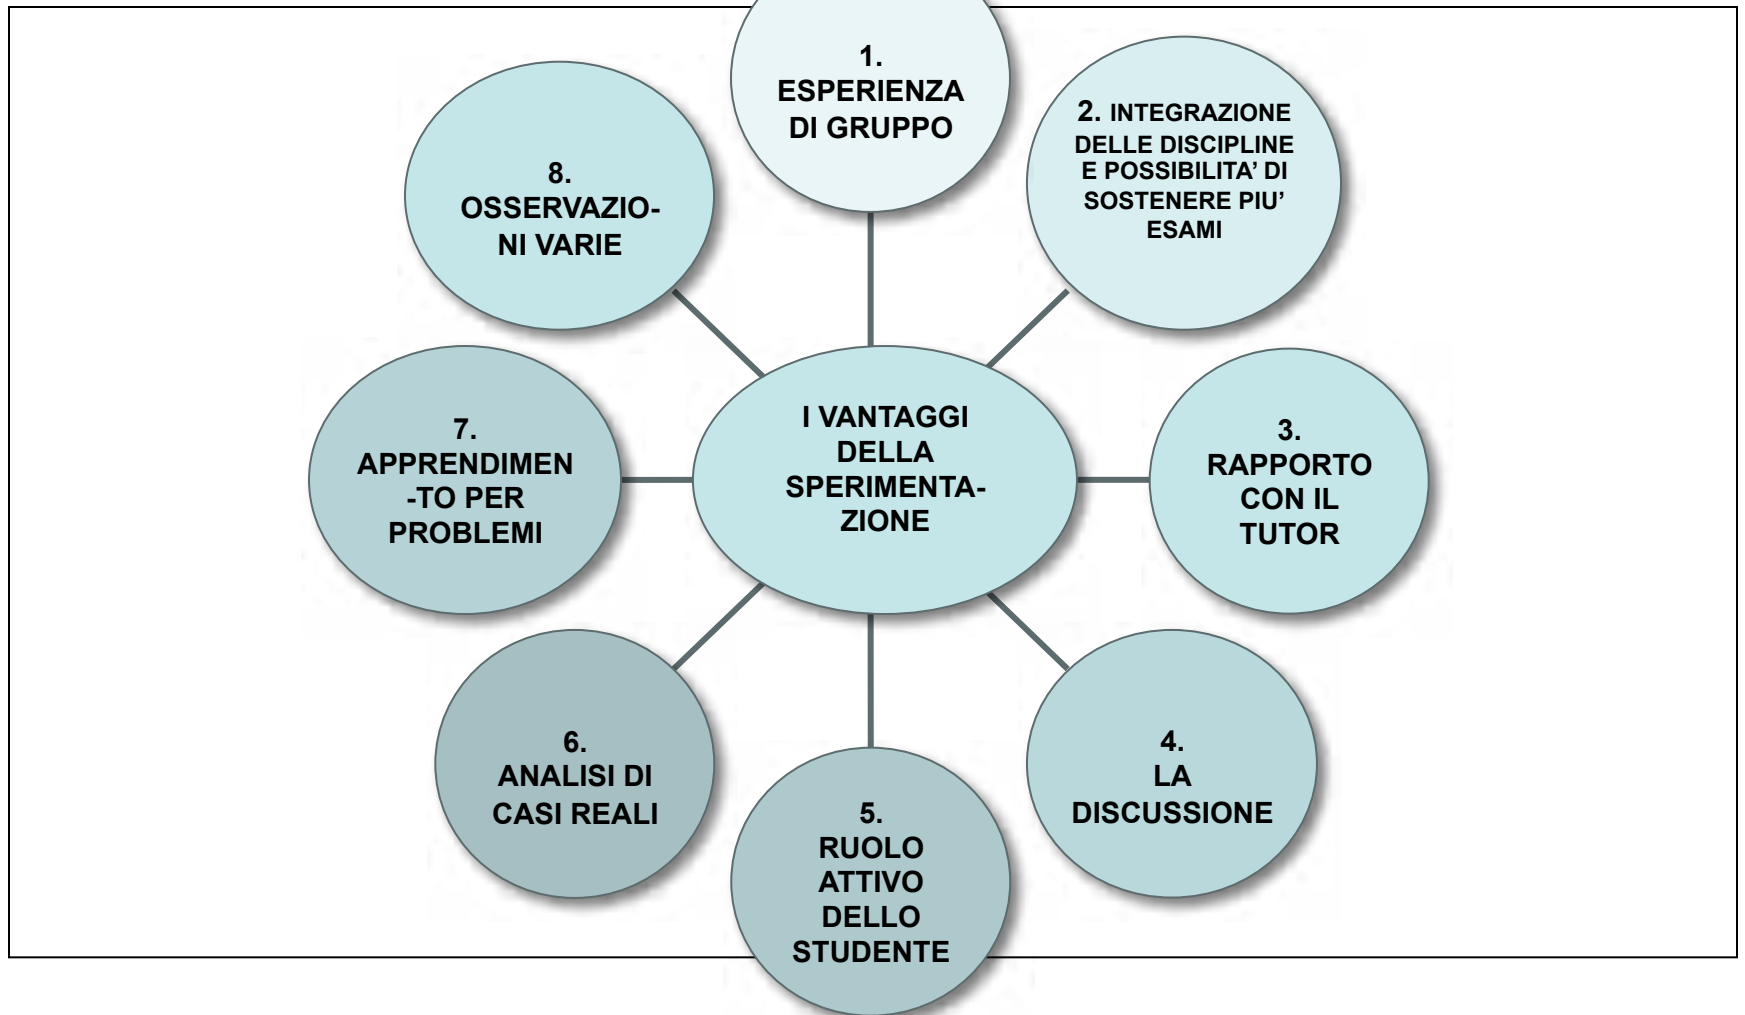 1.
ESPERIENZA
DI GRUPPO
2. INTEGRAZIONE
DELLE DISCIPLINE
E POSSIBILITA’ DI
SOSTENERE PIU’
ESAMI
3.
RAPPORTO
CON IL
TUTOR
4.
LA
DISCUSSIONE
5.
RUOLO
ATTIVO
DELLO
STUDENTE
6.
ANALISI DI
CASI REALI
7.
APPRENDIMEN
-TO PER
PROBLEMI
8.
OSSERVAZIO-
NI VARIE
I VANTAGGI
DELLA
SPERIMENTA-
ZIONE